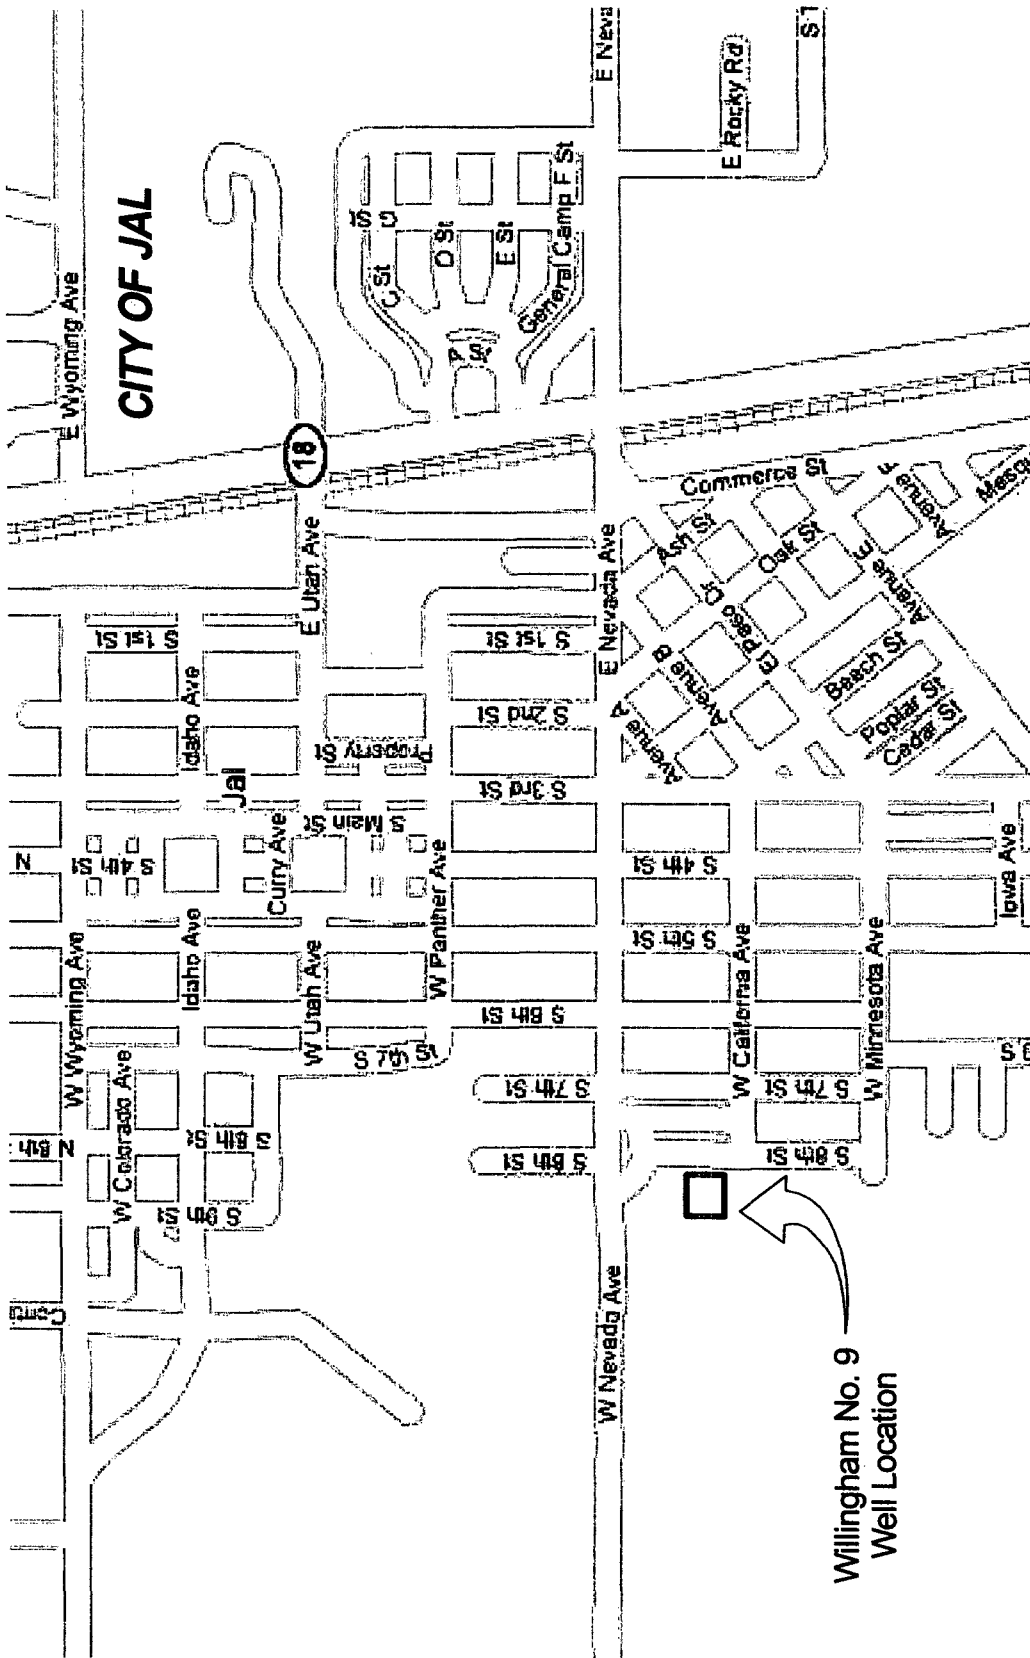 CITY OF JAL
W Wyoming Ave
E Wyoming Ave
N 8th
N
W Colorado Ave
S 4th St
S 1st St
S 9th St
S 8th St
Idaho Ave
Idaho Ave
Jal
Curry Ave
W Utah Ave
S Main St
Property St
E Utah Ave
18
S 7th St
W Panther Ave
G St
C St
D St
E St
P St
General Camp F St
S 8th St
S 7th St
S 6th St
S 3rd St
S 2nd St
S 1st St
W Nevada Ave
E Nevada Ave
E Neva
E Rocky Rd
S 5th St
S 4th St
Avenue A
Avenue B
El Paso Dr
Ash St
Oak St
Commerce St
Avenue E
Avenue
Beech St
Poplar St
Cedar St
W California Ave
S 8th St
S 7th St
W Minnesota Ave
Iowa Ave
Willingham No. 9
Well Location